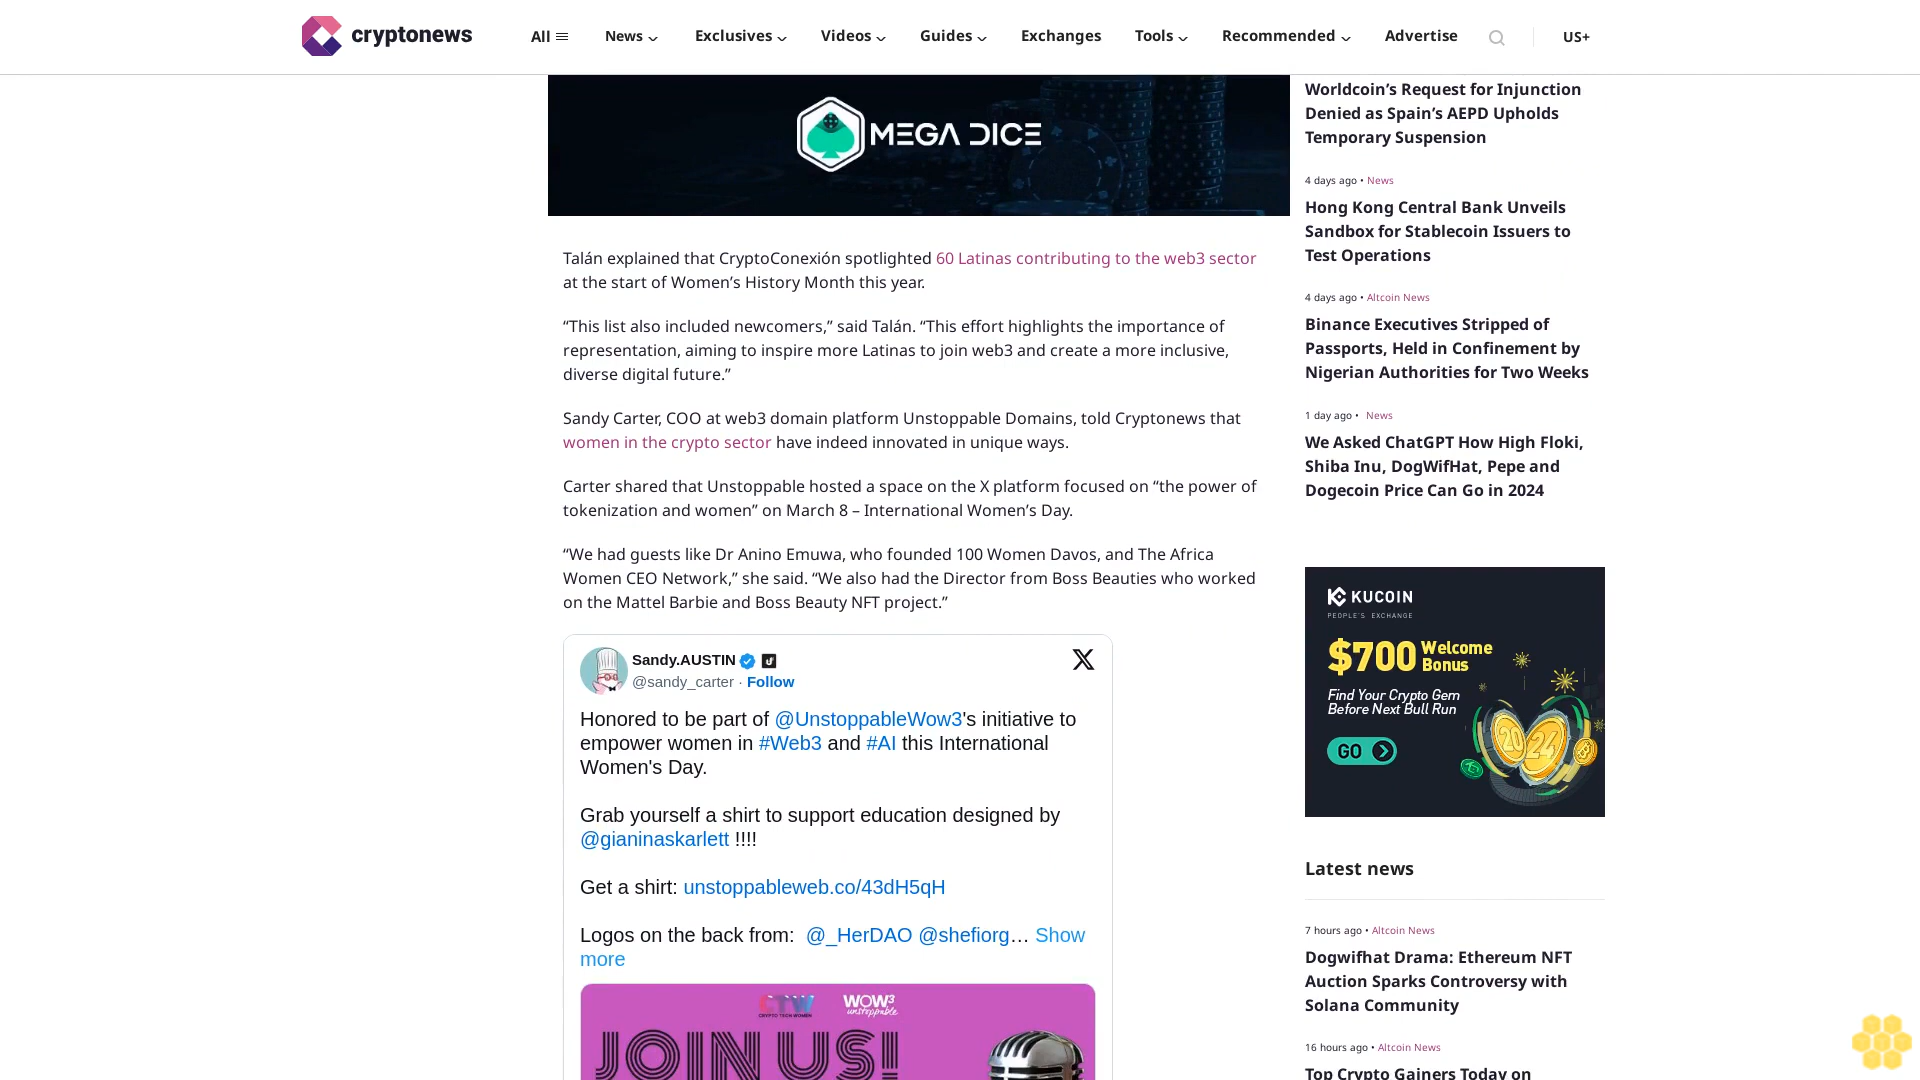 cryptonews
All
News
Exclusives
Videos
Guides
Exchanges
Tools
Recommended
Advertise
US+
MEGA DICE
Talán explained that CryptoConexión spotlighted 60 Latinas contributing to the web3 sector
at the start of Women’s History Month this year.
“This list also included newcomers,” said Talán. “This effort highlights the importance of
representation, aiming to inspire more Latinas to join web3 and create a more inclusive,
diverse digital future.”
Sandy Carter, COO at web3 domain platform Unstoppable Domains, told Cryptonews that
women in the crypto sector have indeed innovated in unique ways.
Carter shared that Unstoppable hosted a space on the X platform focused on “the power of
tokenization and women” on March 8 – International Women’s Day.
“We had guests like Dr Anino Emuwa, who founded 100 Women Davos, and The Africa
Women CEO Network,” she said. “We also had the Director from Boss Beauties who worked
on the Mattel Barbie and Boss Beauty NFT project.”
Sandy.AUSTIN
@sandy_carter · Follow
Honored to be part of @UnstoppableWow3's initiative to
empower women in #Web3 and #AI this International
Women's Day.
Grab yourself a shirt to support education designed by
@gianinaskarlett !!!!
Get a shirt: unstoppableweb.co/43dH5qH
Logos on the back from: @_HerDAO @shefiorg… Show
more
CTW
CRYPTO TECH WOMEN
WOW3
unstoppable
JOIN US!
Worldcoin’s Request for Injunction
Denied as Spain’s AEPD Upholds
Temporary Suspension
4 days ago • News
Hong Kong Central Bank Unveils
Sandbox for Stablecoin Issuers to
Test Operations
4 days ago • Altcoin News
Binance Executives Stripped of
Passports, Held in Confinement by
Nigerian Authorities for Two Weeks
1 day ago • News
We Asked ChatGPT How High Floki,
Shiba Inu, DogWifHat, Pepe and
Dogecoin Price Can Go in 2024
KUCOIN
PEOPLE'S EXCHANGE
$700 Welcome
Bonus
Find Your Crypto Gem
Before Next Bull Run
GO
20 24
Latest news
7 hours ago • Altcoin News
Dogwifhat Drama: Ethereum NFT
Auction Sparks Controversy with
Solana Community
16 hours ago • Altcoin News
Top Crypto Gainers Today on